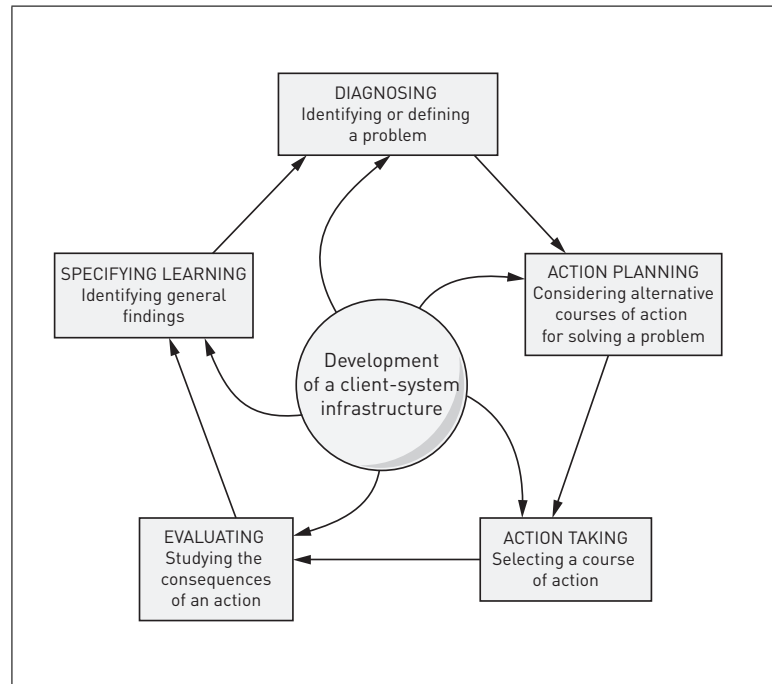 DIAGNOSING
Identifying or defining
a problem
ACTION PLANNING
Considering alternative
courses of action
for solving a problem
ACTION TAKING
Selecting a course
of action
EVALUATING
Studying the
consequences
of an action
SPECIFYING LEARNING
Identifying general
findings
Development
of a client-system
infrastructure